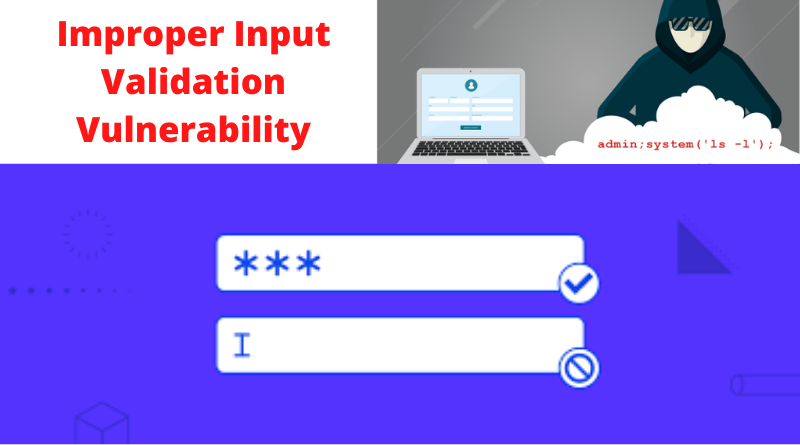 Improper Input
Validation
Vulnerability
admin;system('ls -l');
***